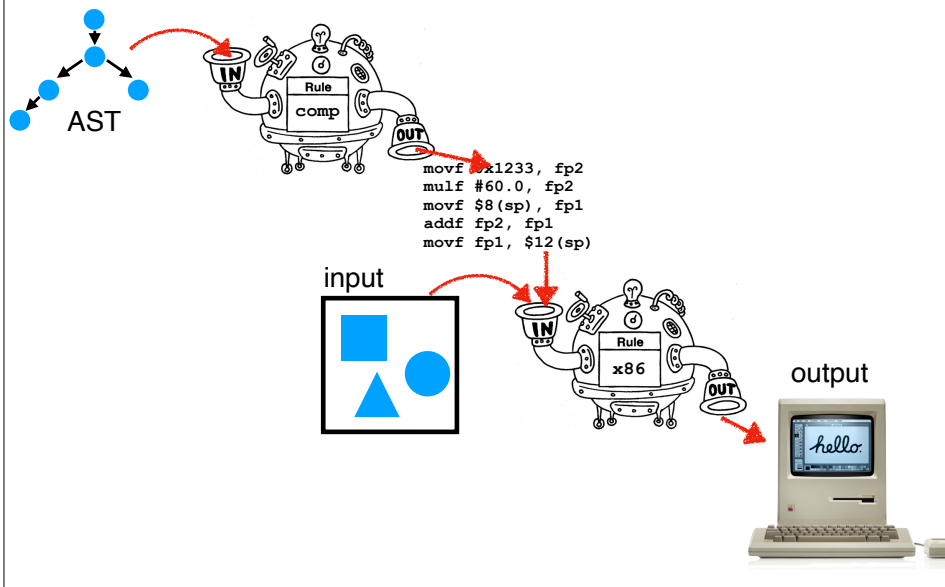 AST
IN
Rule
comp
OUT
movf 0x1233, fp2
mulf #60.0, fp2
movf $8(sp), fp1
addf fp2, fp1
movf fp1, $12(sp)
input
IN
Rule
x86
OUT
output
hello.